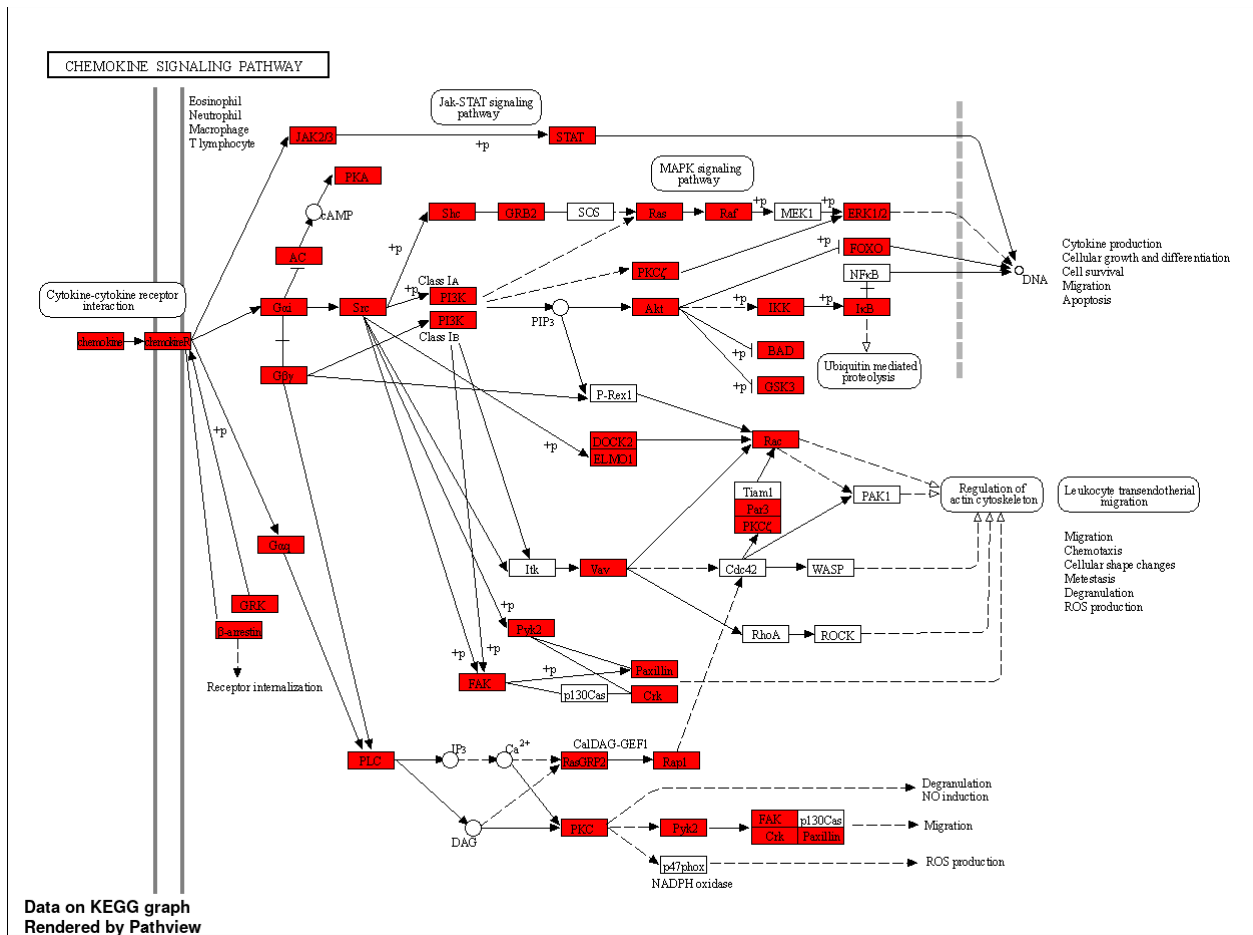 CHEMOKINE SIGNALING PATHWAY
Eosinophil
Neutrophil
Macrophage
T lymphocyte
Jak-STAT signaling
pathway
JAK2/3
+p
STAT
PKA
cAMP
MAPK signaling
pathway
Shc
GRB2
SOS
Ras
Raf
+p
MEK1
+p
ERK1/2
AC
+p
+p
FOXO
Cytokine production
Cellular growth and differentiation
Cell survival
Migration
Apoptosis
PKCζ
NFκB
DNA
Class IA
Cytokine-cytokine receptor
interaction
Gαi
Src
+p
PI3K
PI3K
Class IB
PIP3
Akt
+p
IKK
+p
IκB
chemokine
chemokineR
+p
BAD
Ubiquitin mediated
proteolysis
Gβγ
+p
GSK3
P-Rex1
+p
+p
DOCK2
ELMO1
Rac
Tiam1
Par3
PKCζ
PAK1
Regulation of
actin cytoskeleton
Leukocyte transendotherial
migration
Gαq
Itk
Vav
Cdc42
WASP
Migration
Chemotaxis
Cellular shape changes
Metastasis
Degranulation
ROS production
GRK
β-arrestin
+p
Pyk2
RhoA
ROCK
+p
+p
FAK
+p
Paxillin
p130Cas
Crk
Receptor internalization
PLC
IP3
Ca2+
CalDAG-GEF1
RasGRP2
Rap1
DAG
PKC
Pyk2
FAK
p130Cas
Crk
Paxillin
Degranulation
NO induction
Migration
p47phox
NADPH oxidase
ROS production
Data on KEGG graph
Rendered by Pathview